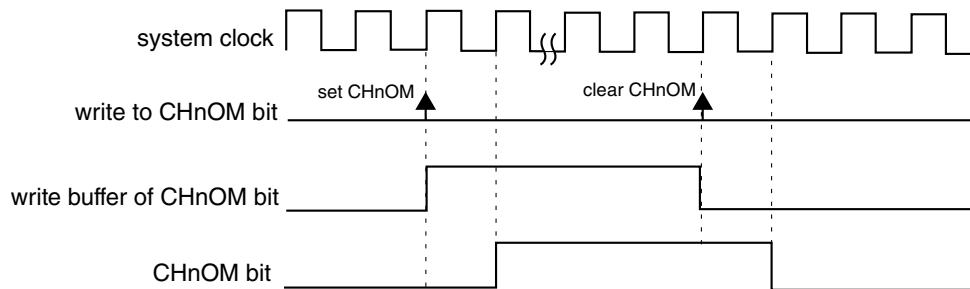 system clock
set CHnOM
clear CHnOM
write to CHnOM bit
write buffer of CHnOM bit
CHnOM bit